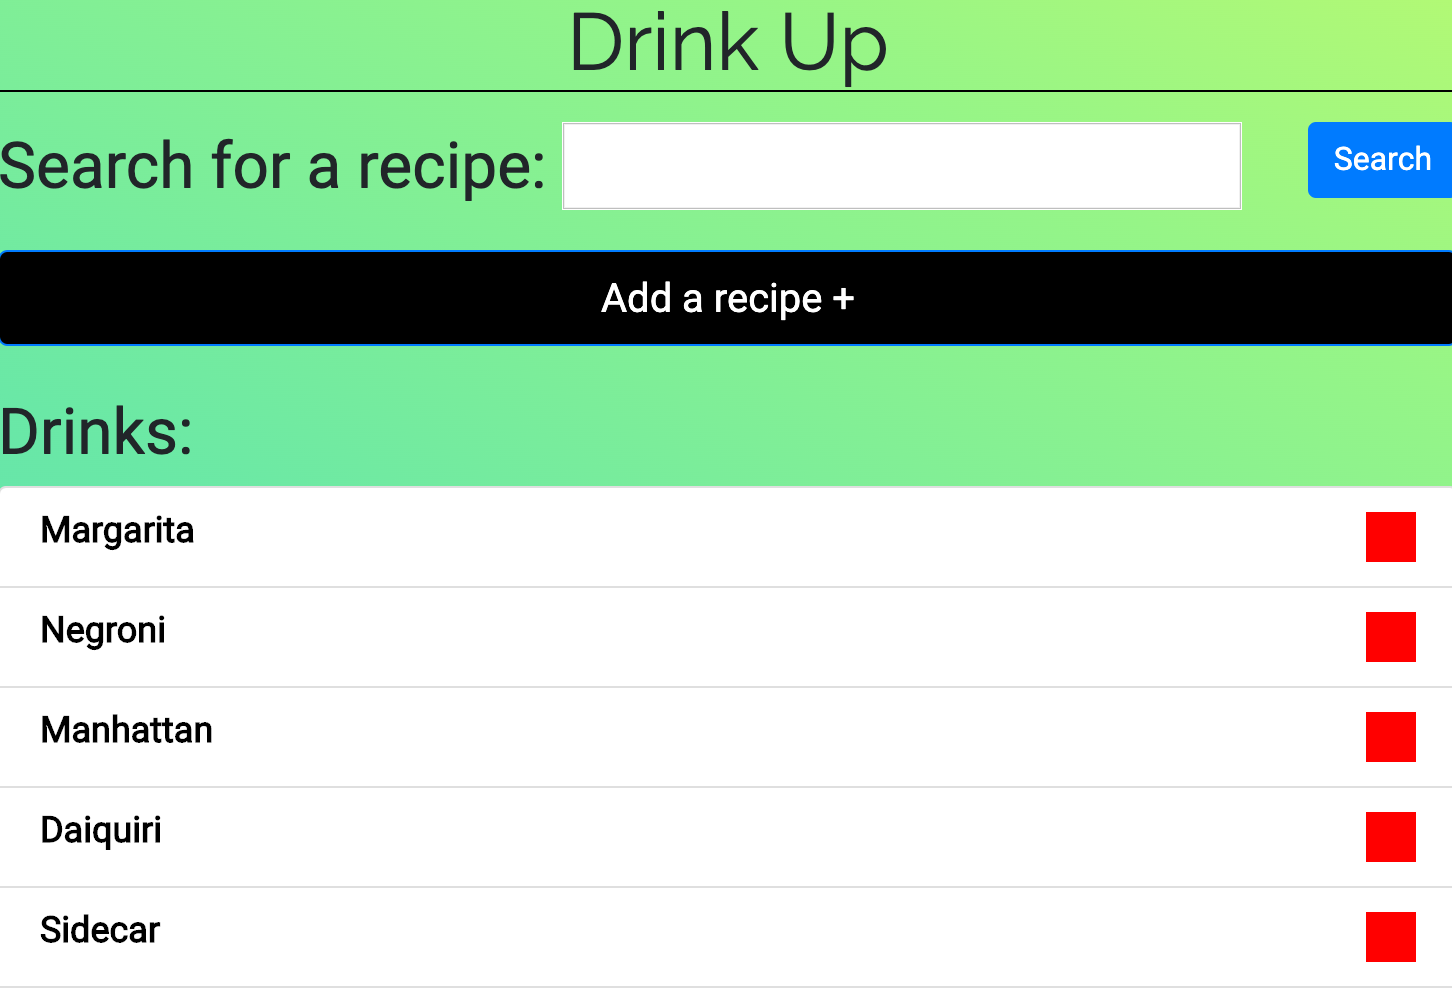 Drink Up
Search for a recipe:
Search
Add a recipe +
Drinks:
Margarita
Negroni
Manhattan
Daiquiri
Sidecar